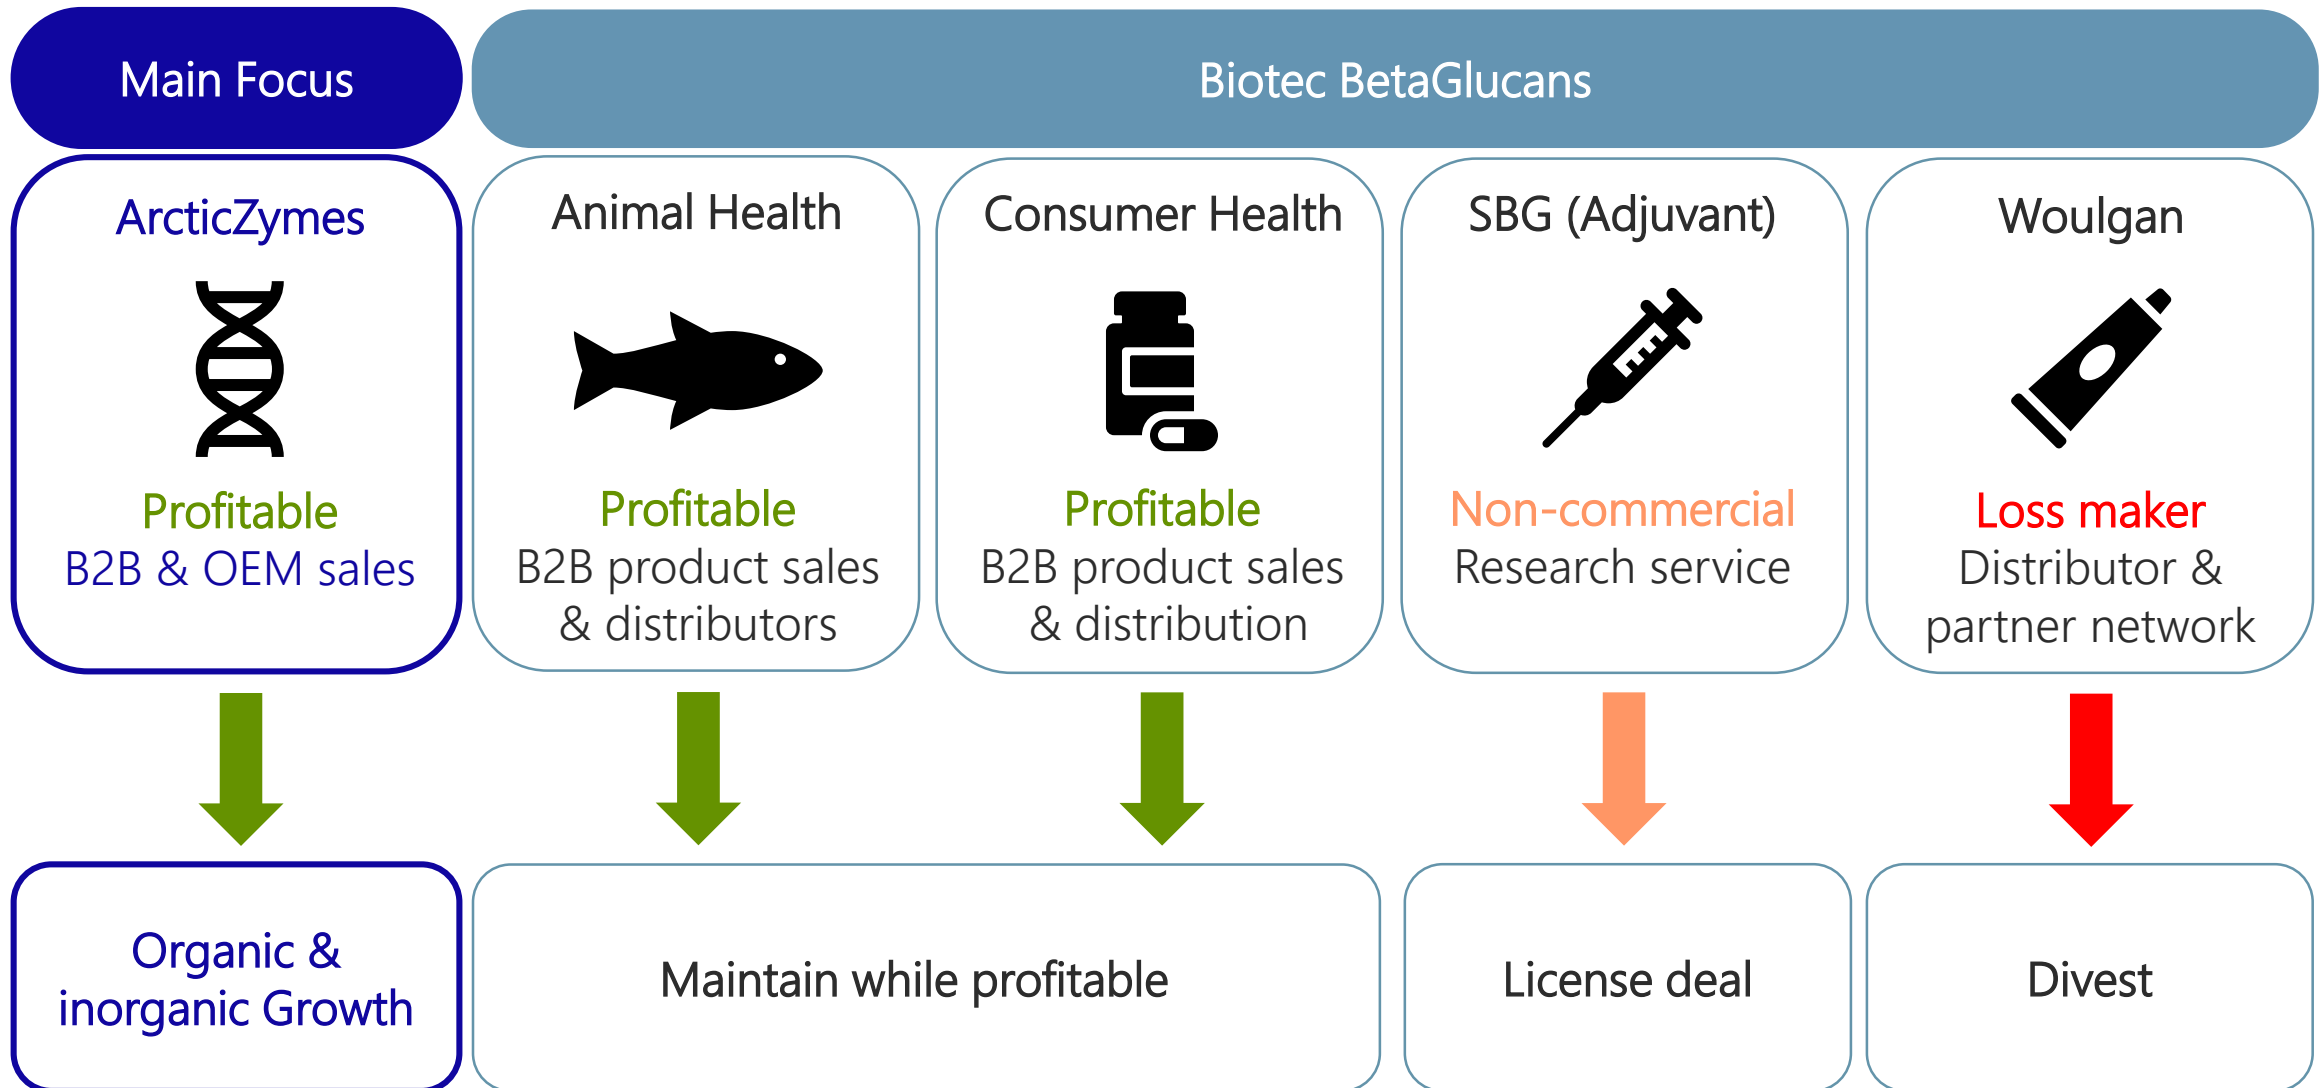 Main Focus
Biotec BetaGlucans
ArcticZymes
Profitable
B2B & OEM sales
Animal Health
Profitable
B2B product sales
& distributors
Consumer Health
Profitable
B2B product sales
& distribution
SBG (Adjuvant)
Non-commercial
Research service
Woulgan
Loss maker
Distributor &
partner network
Organic &
inorganic Growth
Maintain while profitable
License deal
Divest